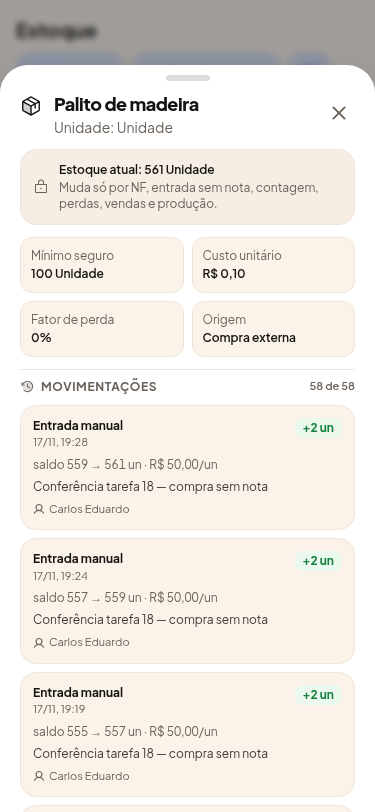 Estoque
Palito de madeira
Unidade: Unidade
Estoque atual: 561 Unidade
Muda só por NF, entrada sem nota, contagem,
perdas, vendas e produção.
Mínimo seguro
100 Unidade
Custo unitário
R$ 0,10
Fator de perda
0%
Origem
Compra externa
MOVIMENTAÇÕES
58 de 58
Entrada manual
+2 un
17/11, 19:28
saldo 559 → 561 un · R$ 50,00/un
Conferência tarefa 18 — compra sem nota
Carlos Eduardo
Entrada manual
+2 un
17/11, 19:24
saldo 557 → 559 un · R$ 50,00/un
Conferência tarefa 18 — compra sem nota
Carlos Eduardo
Entrada manual
+2 un
17/11, 19:19
saldo 555 → 557 un · R$ 50,00/un
Conferência tarefa 18 — compra sem nota
Carlos Eduardo